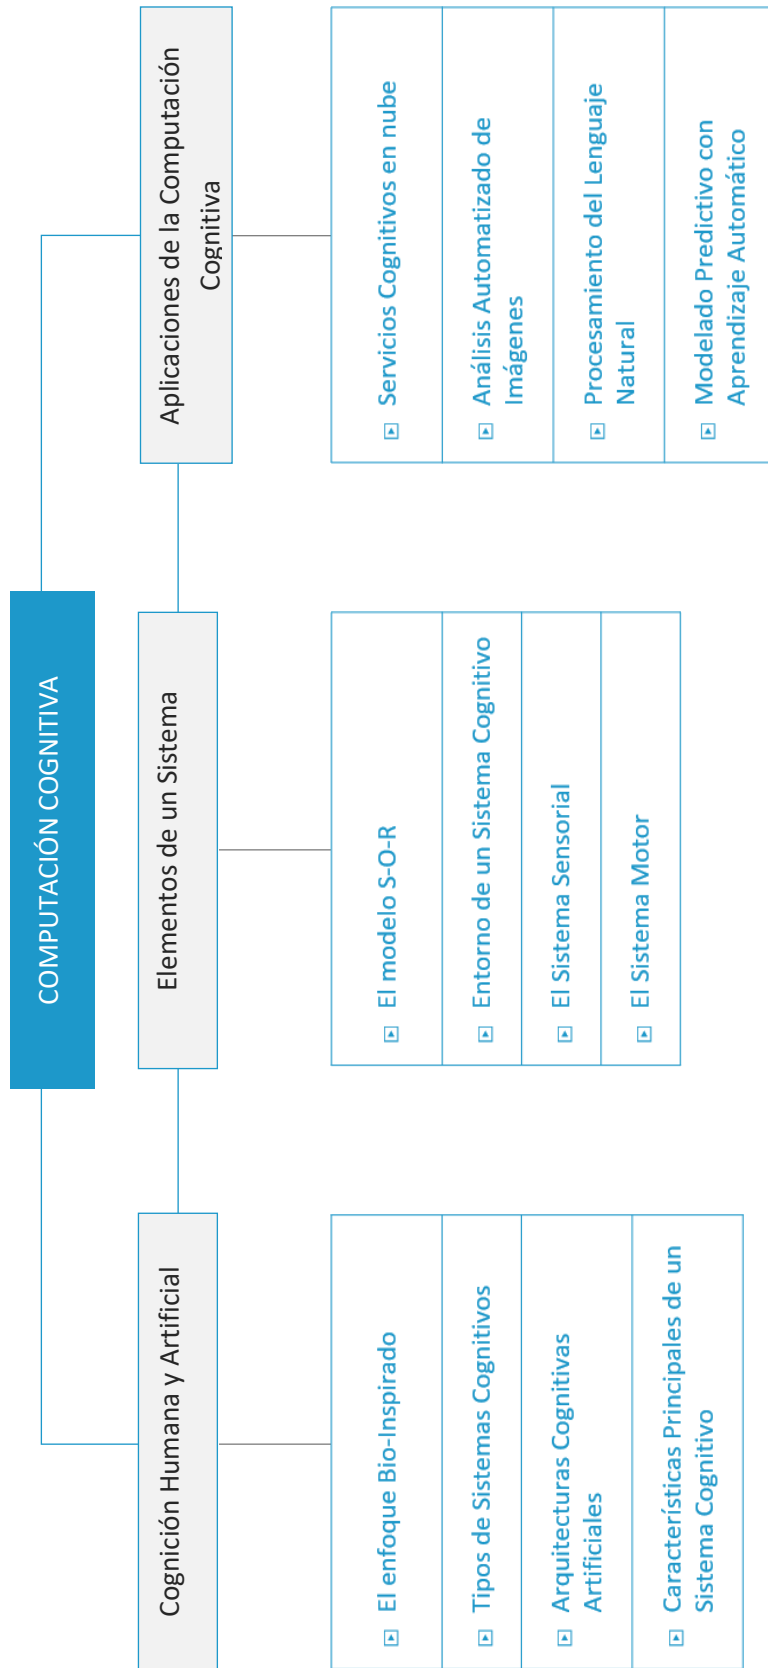 COMPUTACIÓN COGNITIVA
Cognición Humana y Artificial
El enfoque Bio-Inspirado
Tipos de Sistemas Cognitivos
Arquitecturas Cognitivas
Artificiales
Características Principales de un
Sistema Cognitivo
Elementos de un Sistema
El modelo S-O-R
Entorno de un Sistema Cognitivo
El Sistema Sensorial
El Sistema Motor
Aplicaciones de la Computación
Cognitiva
Servicios Cognitivos en nube
Análisis Automatizado de
Imágenes
Procesamiento del Lenguaje
Natural
Modelado Predictivo con
Aprendizaje Automático